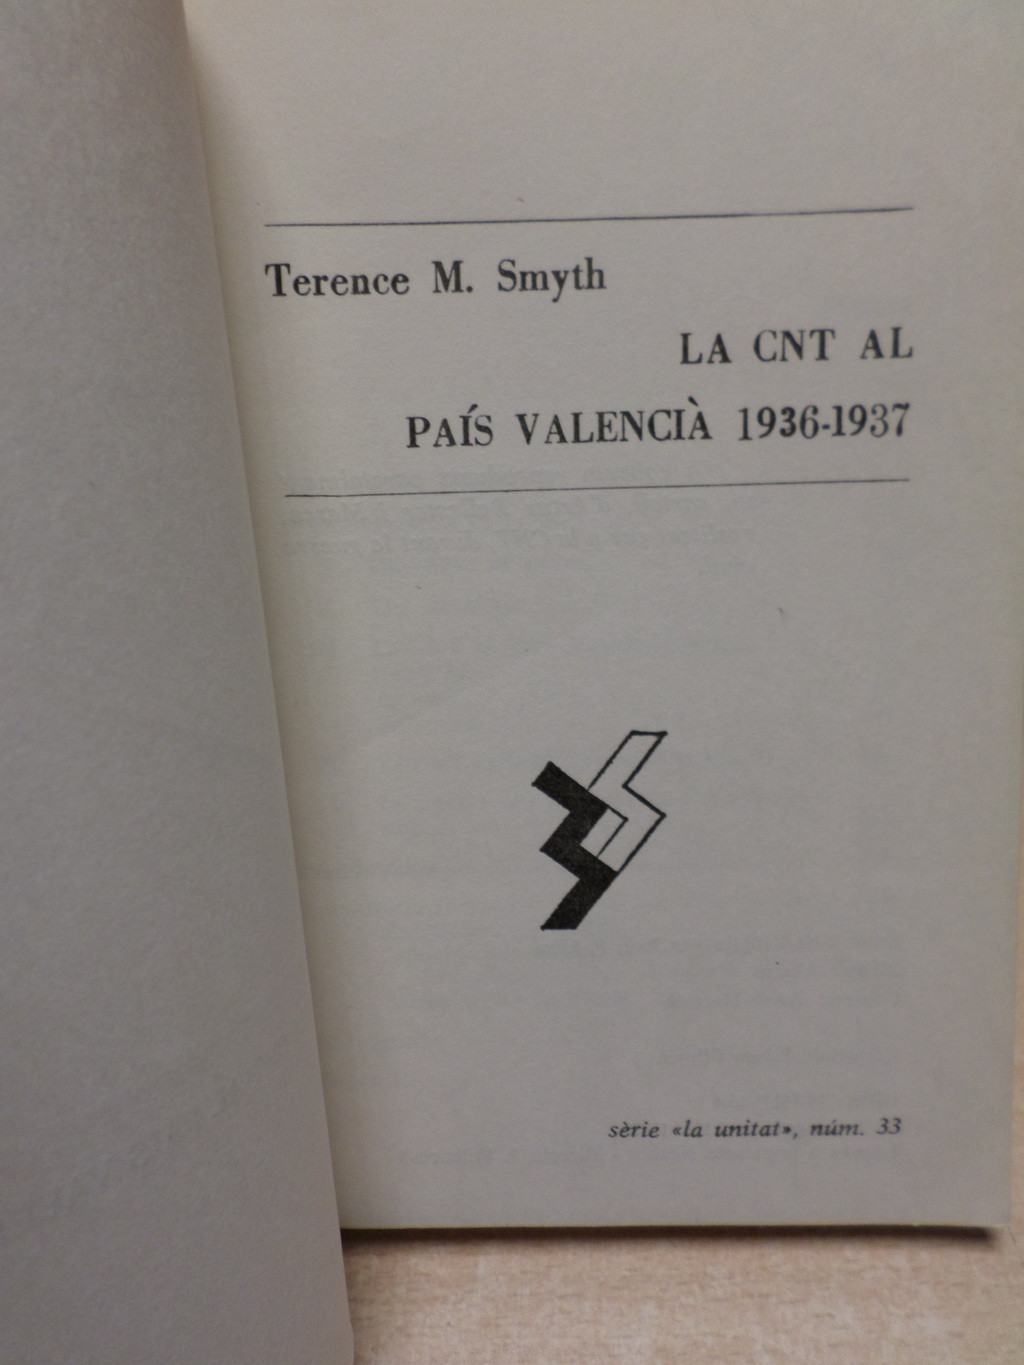 Terence M. Smyth
LA CNT AL
PAÍS VALENCIÀ 1936-1937
sèrie «la unitat», núm. 33